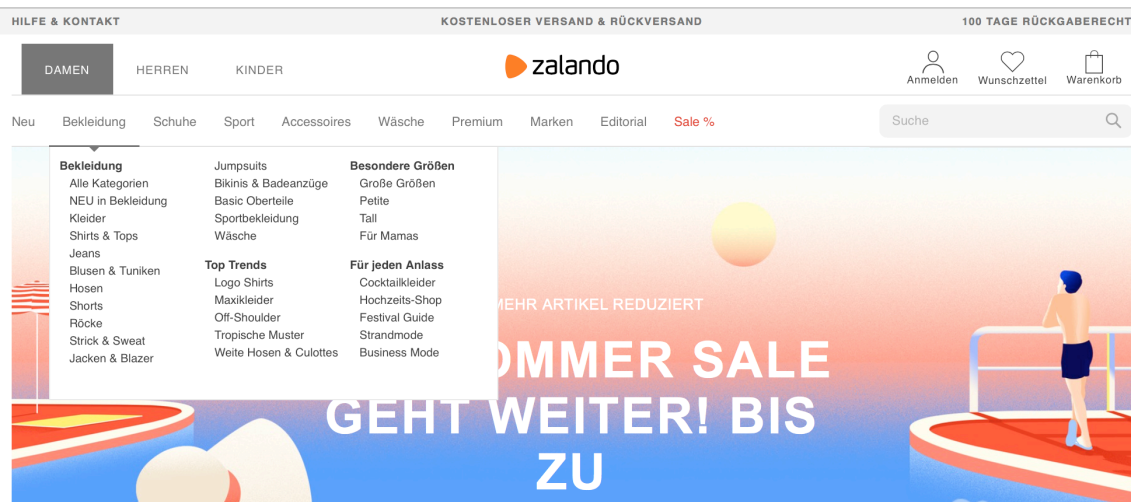 HILFE & KONTAKT
KOSTENLOSER VERSAND & RÜCKVERSAND
100 TAGE RÜCKGABERECHT
DAMEN
HERREN
KINDER
zalando
Anmelden
Wunschzettel
Warenkorb
Neu
Bekleidung
Schuhe
Sport
Accessoires
Wäsche
Premium
Marken
Editorial
Sale %
Suche
Bekleidung
Alle Kategorien
NEU in Bekleidung
Kleider
Shirts & Tops
Jeans
Blusen & Tuniken
Hosen
Shorts
Röcke
Strick & Sweat
Jacken & Blazer
Jumpsuits
Bikinis & Badeanzüge
Basic Oberteile
Sportbekleidung
Wäsche
Top Trends
Logo Shirts
Maxikleider
Off-Shoulder
Tropische Muster
Weite Hosen & Culottes
Besondere Größen
Große Größen
Petite
Tall
Für Mamas
Für jeden Anlass
Cocktailkleider
Hochzeits-Shop
Festival Guide
Strandmode
Business Mode
MEHR ARTIKEL REDUZIERT
OMMER SALE
GEHT WEITER! BIS
ZU